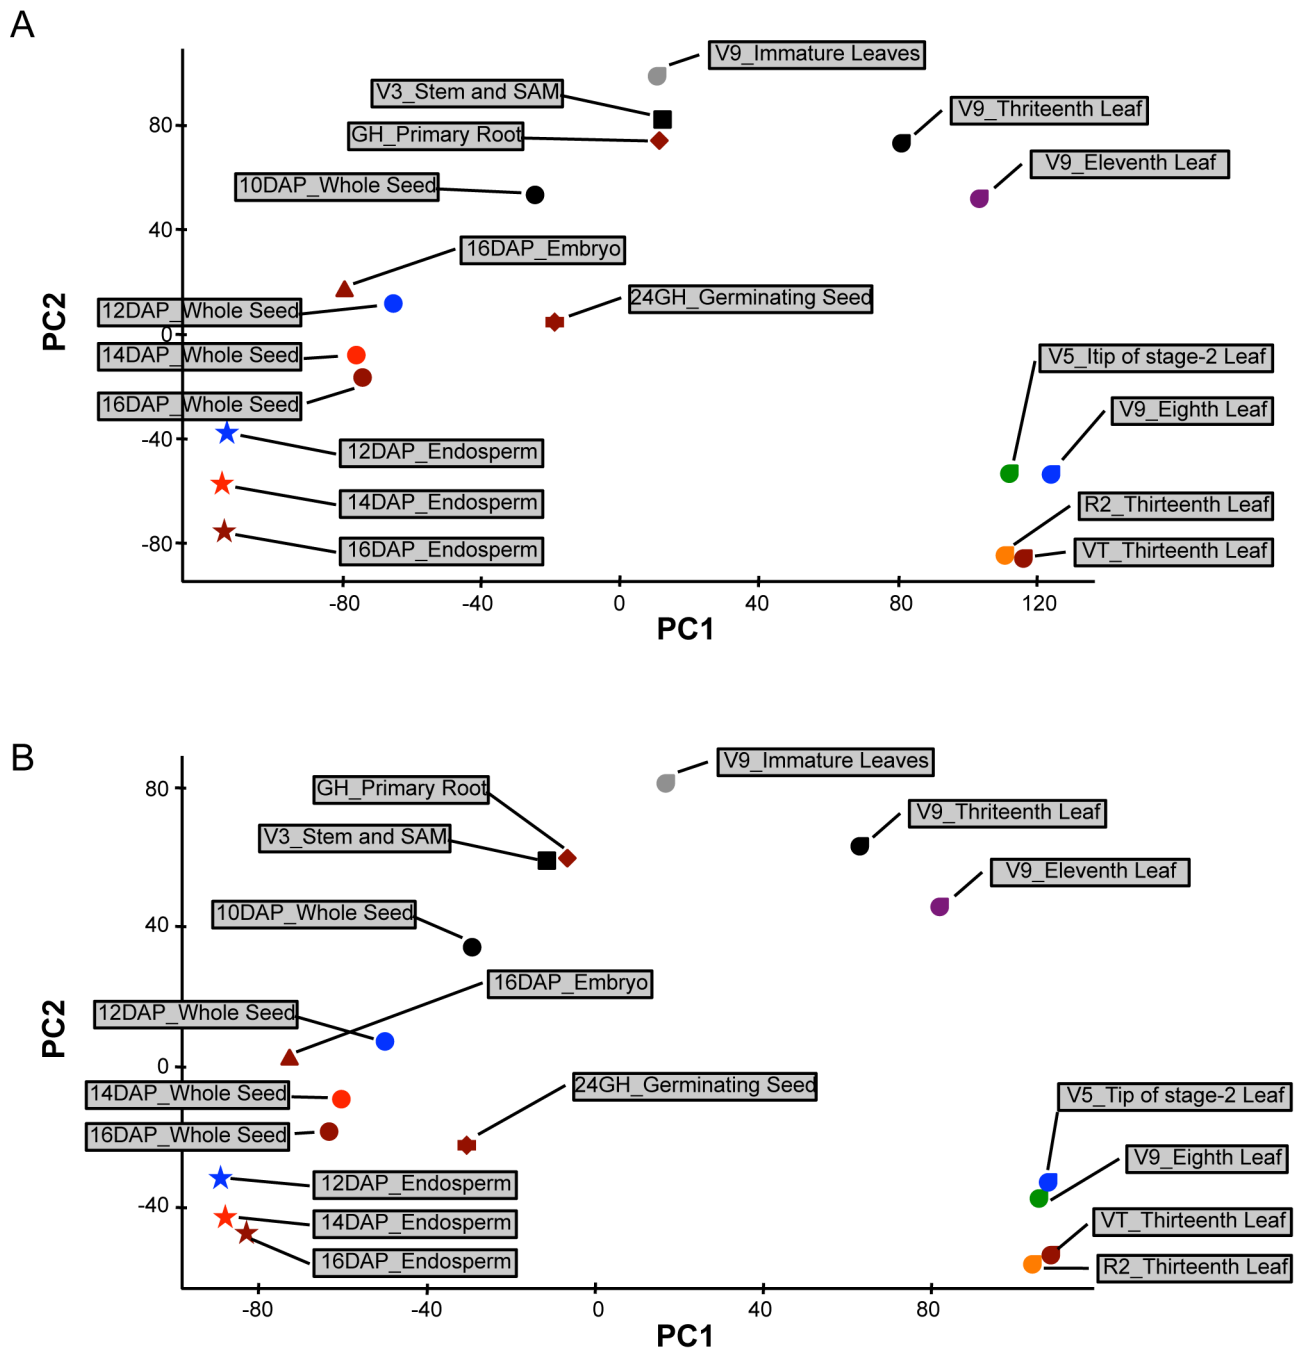 A
V9_Immature Leaves
V3_Stem and SAM
GH_Primary Root
V9_Thriteenth Leaf
V9_Eleventh Leaf
10DAP_Whole Seed
16DAP_Embryo
24GH_Germinating Seed
12DAP_Whole Seed
14DAP_Whole Seed
16DAP_Whole Seed
V5_Itip of stage-2 Leaf
V9_Eighth Leaf
12DAP_Endosperm
14DAP_Endosperm
16DAP_Endosperm
R2_Thirteenth Leaf
VT_Thirteenth Leaf
80
40
0
-40
-80
PC2
-80
-40
0
40
80
120
PC1
B
V9_Immature Leaves
GH_Primary Root
V3_Stem and SAM
V9_Thriteenth Leaf
V9_Eleventh Leaf
10DAP_Whole Seed
16DAP_Embryo
12DAP_Whole Seed
14DAP_Whole Seed
16DAP_Whole Seed
24GH_Germinating Seed
V5_Tip of stage-2 Leaf
V9_Eighth Leaf
12DAP_Endosperm
14DAP_Endosperm
16DAP_Endosperm
VT_Thirteenth Leaf
R2_Thirteenth Leaf
80
40
0
-40
PC2
-80
-40
0
40
80
PC1